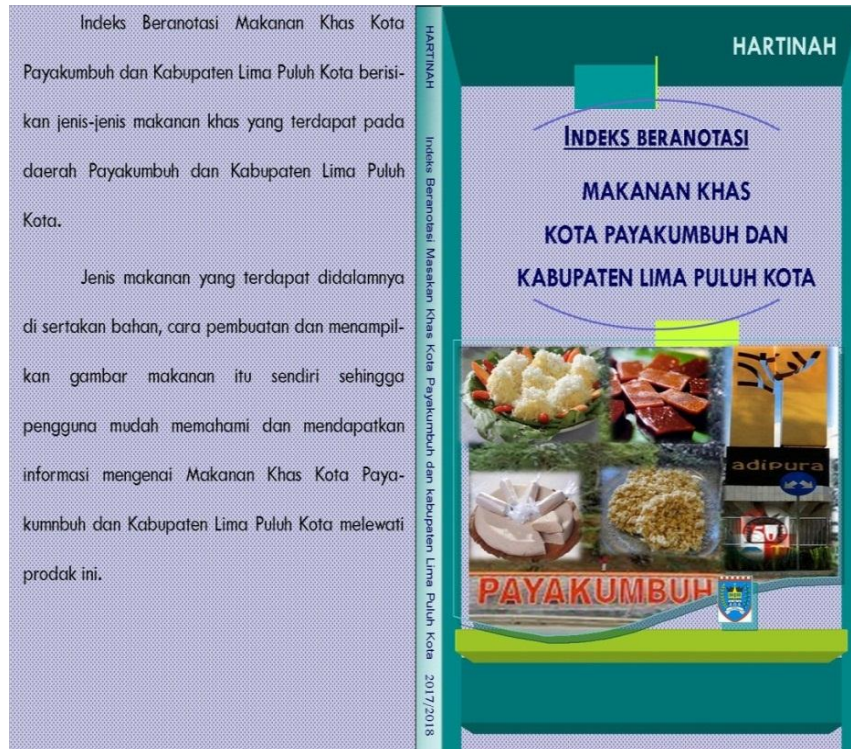 Indeks Beranotasi Makanan Khas Kota
Payakumbuh dan Kabupaten Lima Puluh Kota berisi-
kan jenis-jenis makanan khas yang terdapat pada
daerah Payakumbuh dan Kabupaten Lima Puluh
Kota.
Jenis makanan yang terdapat didalamnya
di sertakan bahan, cara pembuatan dan menampil-
kan gambar makanan itu sendiri sehingga
pengguna mudah memahami dan mendapatkan
informasi mengenai Makanan Khas Kota Paya-
kumnbuh dan Kabupaten Lima Puluh Kota melewati
prodak ini.
HARTINAH Indeks Beranotasi Masakan Khas Kota Payakumbuh dan kabupaten Lima Puluh Kota 2017/2018
HARTINAH
INDEKS BERANOTASI
MAKANAN KHAS
KOTA PAYAKUMBUH DAN
KABUPATEN LIMA PULUH KOTA
adipura
PAYAKUMBUH